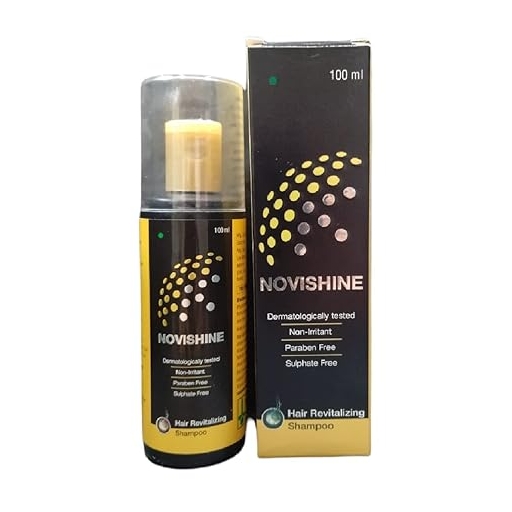 100 ml
NOVISHINE
Dermatologically tested
Non-Irritant
Paraben Free
Sulphate Free
Hair Revitalizing
Shampoo
100 ml
NOVISHINE
Dermatologically tested
Non-Irritant
Paraben Free
Sulphate Free
Hair Revitalizing
Shampoo